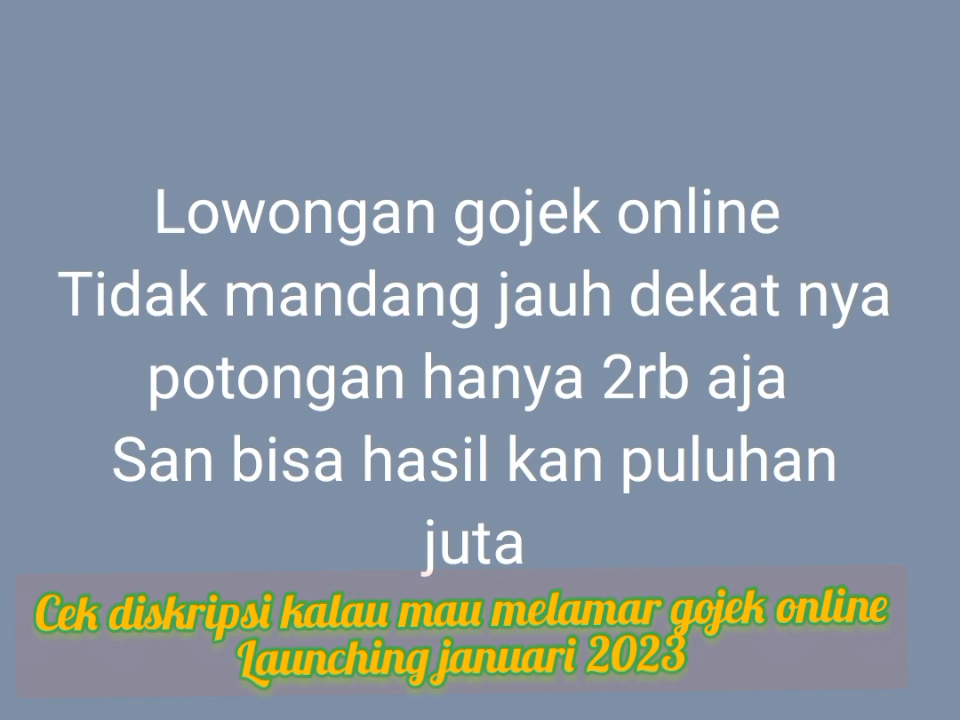 Lowongan gojek online
Tidak mandang jauh dekat nya
potongan hanya 2rb aja
San bisa hasil kan puluhan
juta
Cek diskripsi kalau mau melamar gojek online
Launching januari 2023